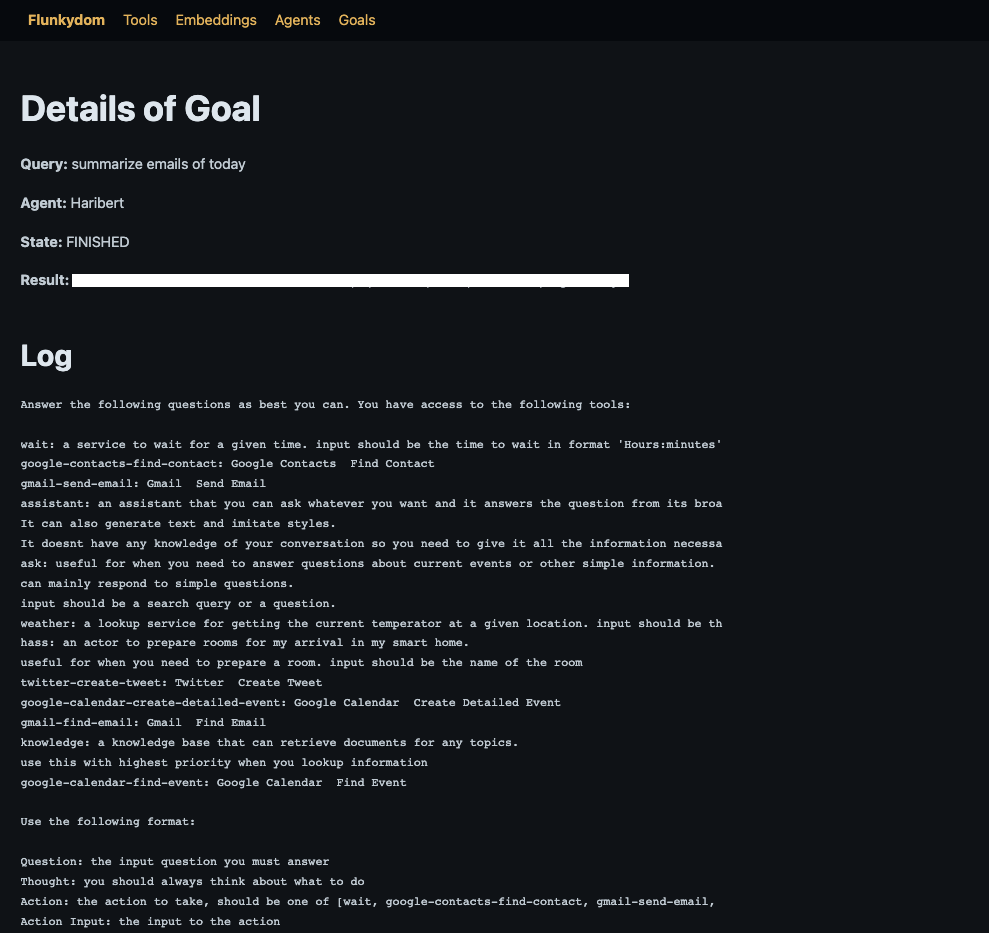 Flunkydom Tools Embeddings Agents Goals
Details of Goal
Query: summarize emails of today
Agent: Haribert
State: FINISHED
Result:
Log
Answer the following questions as best you can. You have access to the following tools:
wait: a service to wait for a given time. input should be the time to wait in format 'Hours:minutes'
google-contacts-find-contact: Google Contacts  Find Contact
gmail-send-email: Gmail  Send Email
assistant: an assistant that you can ask whatever you want and it answers the question from its broa
It can also generate text and imitate styles.
It doesnt have any knowledge of your conversation so you need to give it all the information necessa
ask: useful for when you need to answer questions about current events or other simple information.
can mainly respond to simple questions.
input should be a search query or a question.
weather: a lookup service for getting the current temperator at a given location. input should be th
hass: an actor to prepare rooms for my arrival in my smart home.
useful for when you need to prepare a room. input should be the name of the room
twitter-create-tweet: Twitter  Create Tweet
google-calendar-create-detailed-event: Google Calendar  Create Detailed Event
gmail-find-email: Gmail  Find Email
knowledge: a knowledge base that can retrieve documents for any topics.
use this with highest priority when you lookup information
google-calendar-find-event: Google Calendar  Find Event
Use the following format:
Question: the input question you must answer
Thought: you should always think about what to do
Action: the action to take, should be one of [wait, google-contacts-find-contact, gmail-send-email,
Action Input: the input to the action